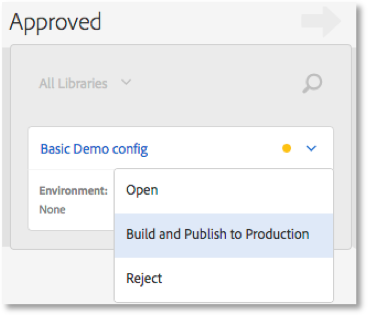 Approved
All Libraries
Basic Demo config
Environment:
None
Open
Build and Publish to Production
Reject